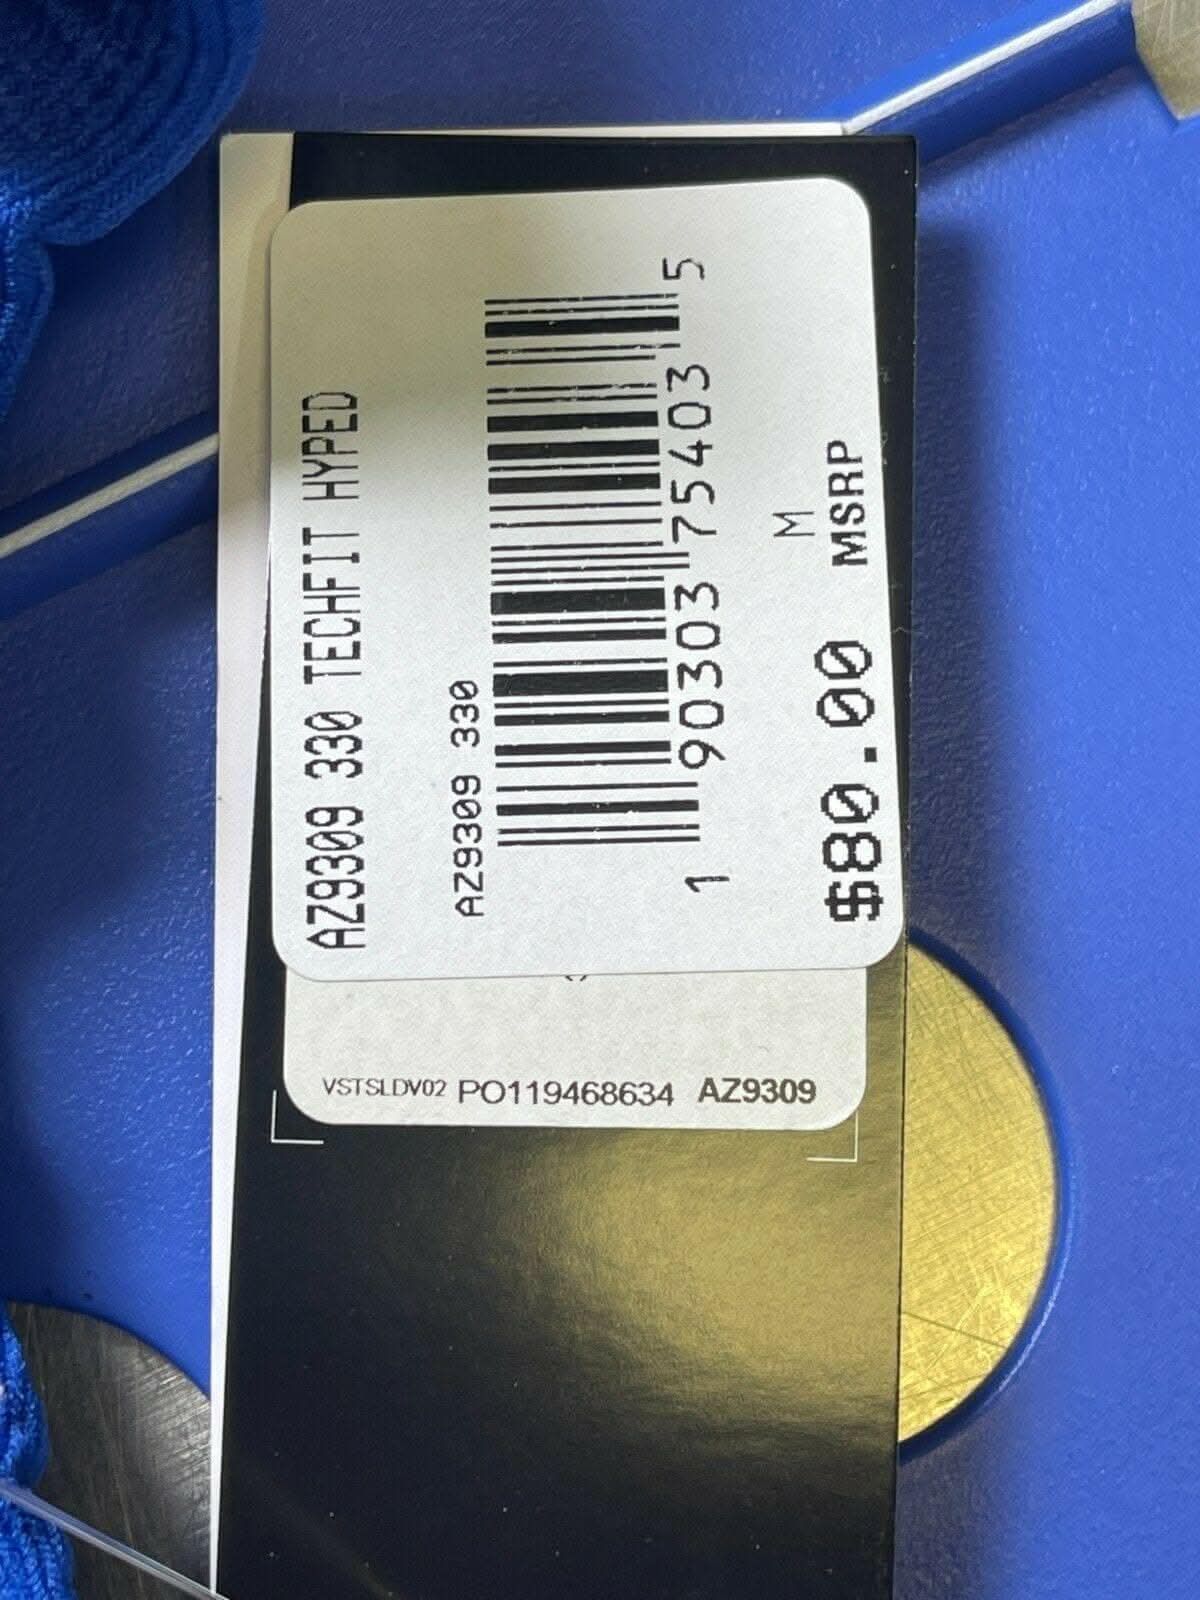 AZ9309 330 TECHFIT HYPED
AZ9309 330
1 90303 75403 5
M
$80.00 MSRP
VSTSLDV02 PO119468634 AZ9309